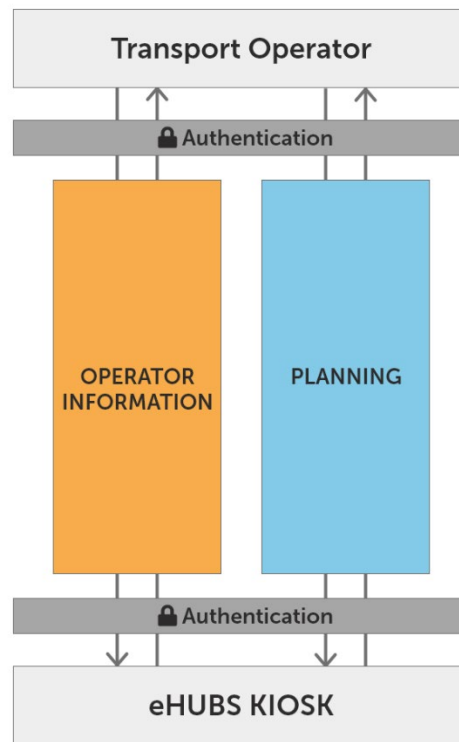 Transport Operator
Authentication
OPERATOR
INFORMATION
PLANNING
Authentication
eHUBS KIOSK